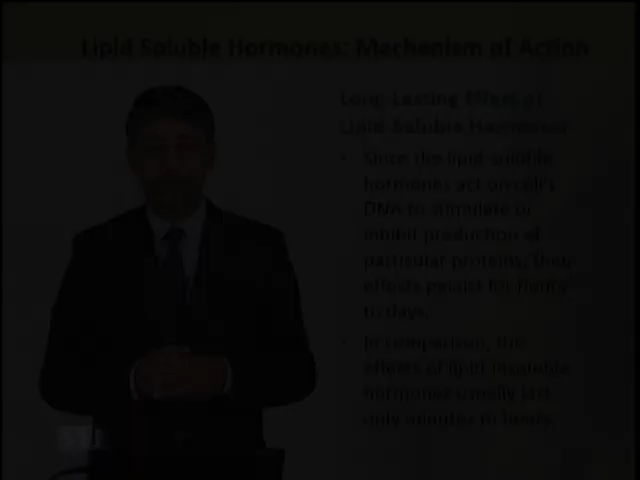 Lipid Soluble Hormones: Mechanism of Action
Long-Lasting Effect of
Lipid-Soluble Hormones
• Since the lipid-soluble
hormones act on cell's
DNA to stimulate or
inhibit production of
particular proteins, their
effects persist for hours
to days.
• In comparison, the
effects of lipid insoluble
hormones usually last
only minutes to hours.